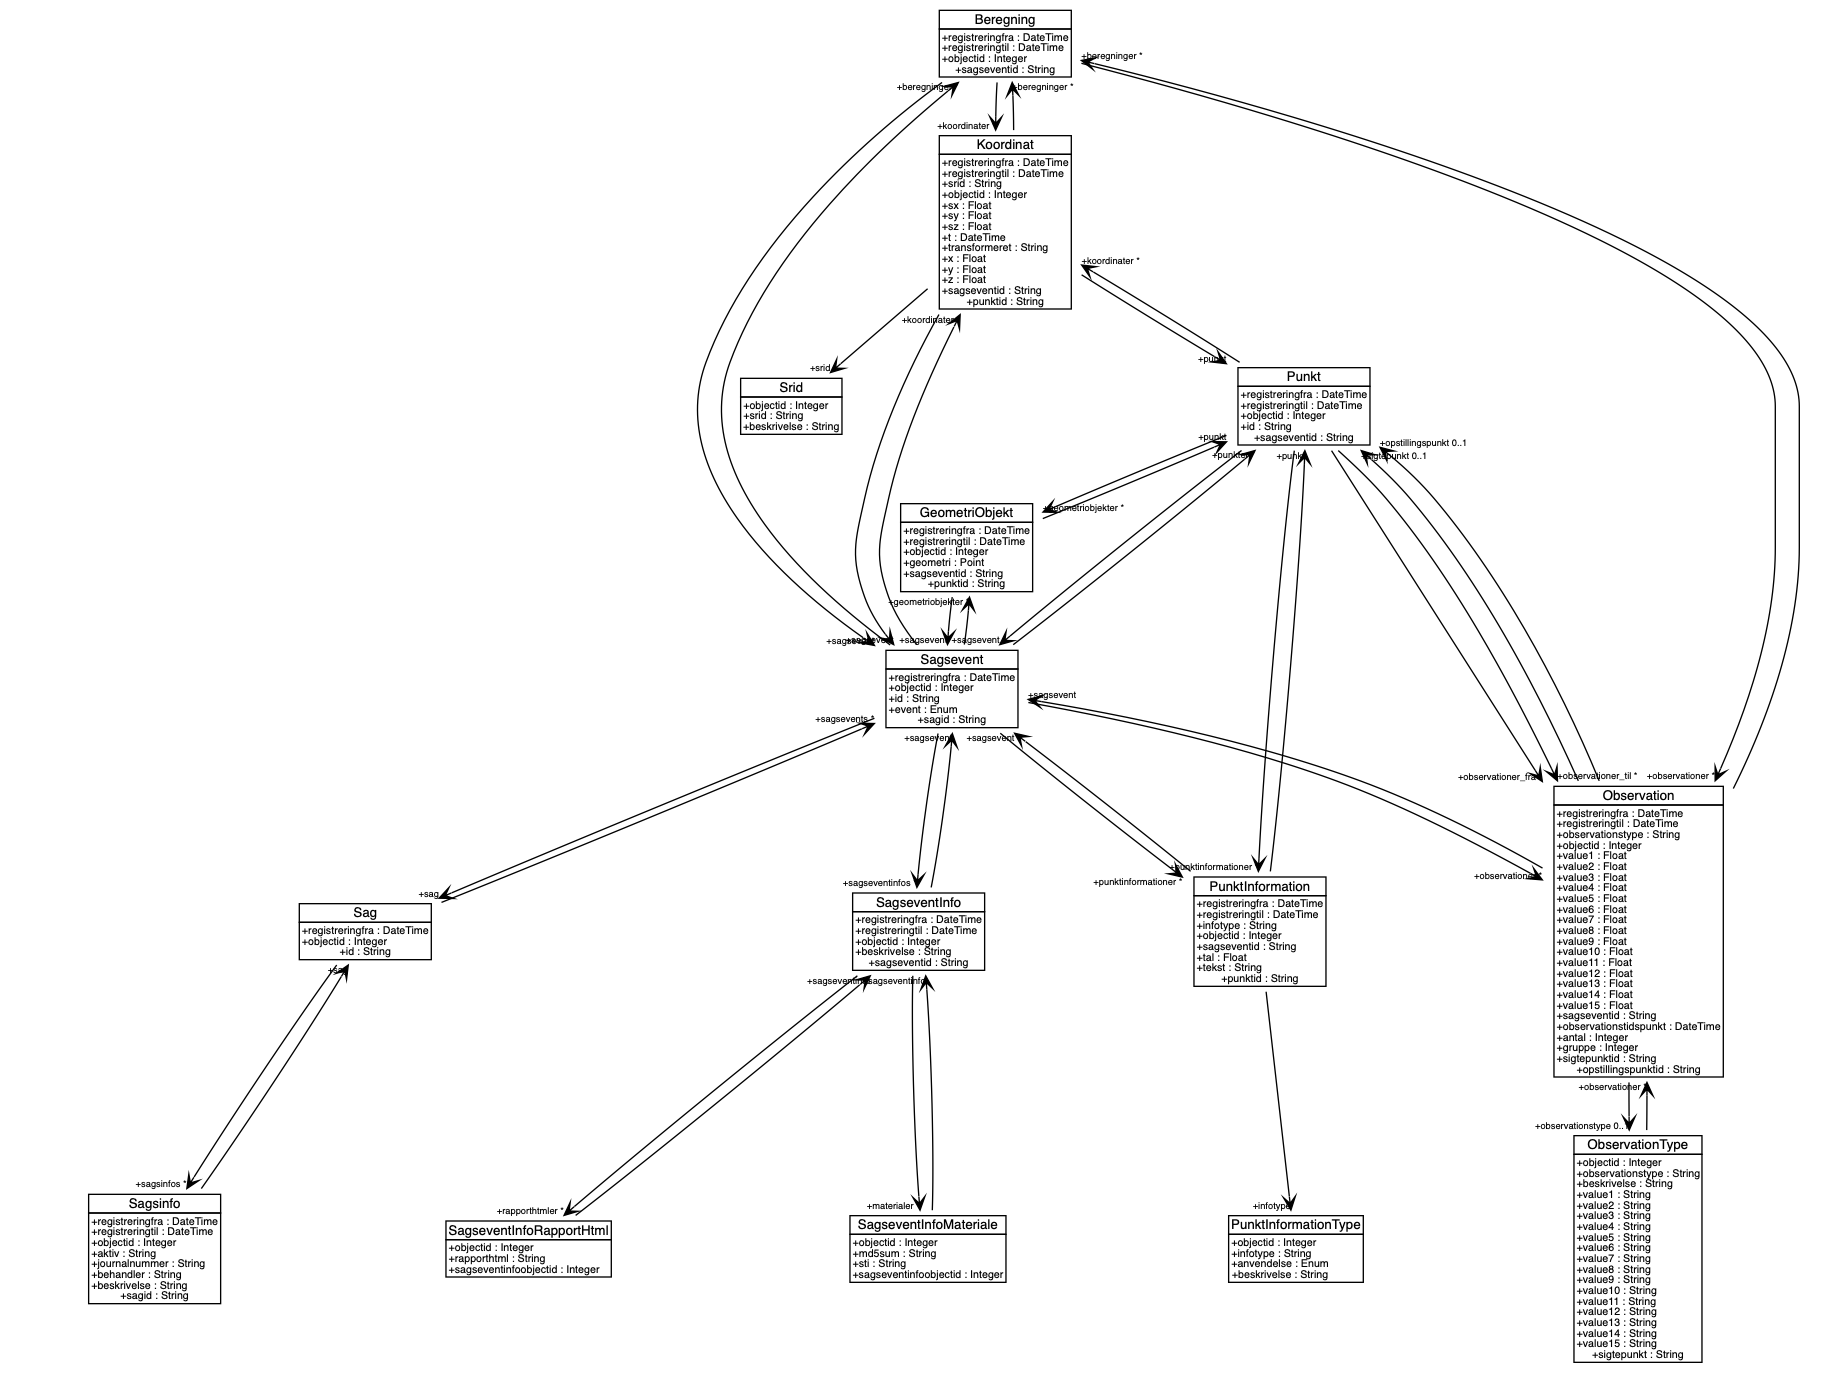 Beregning
+registreringfra : DateTime
+registreringtil : DateTime
+objectid : Integer
+sagseventid : String
+beregninger *
+beregninger
+beregninger *
+koordinater
Koordinat
+registreringfra : DateTime
+registreringtil : DateTime
+srid : String
+objectid : Integer
+sx : Float
+sy : Float
+sz : Float
+t : DateTime
+transformeret : String
+x : Float
+y : Float
+z : Float
+sagseventid : String
+punktid : String
+koordinater *
+koordinater
+srid
+punkt
Srid
+objectid : Integer
+srid : String
+beskrivelse : String
Punkt
+registreringfra : DateTime
+registreringtil : DateTime
+objectid : Integer
+id : String
+sagseventid : String
+punkt
+opstillingspunkt 0..1
+punkter
+punkt
+sigtepunkt 0..1
+geometriobjekter *
GeometriObjekt
+registreringfra : DateTime
+registreringtil : DateTime
+objectid : Integer
+geometri : Point
+sagseventid : String
+punktid : String
+geometriobjekter
+sagsevent
+sagsevent
+sagsevent
Sagsevent
+registreringfra : DateTime
+objectid : Integer
+id : String
+event : Enum
+sagid : String
+sagsevent
+sagsevents *
+sagsevent
+sagsevent
+observationer_fra
+observationer_til *
+observationer *
Observation
+registreringfra : DateTime
+registreringtil : DateTime
+observationstype : String
+objectid : Integer
+value1 : Float
+value2 : Float
+value3 : Float
+value4 : Float
+value5 : Float
+value6 : Float
+value7 : Float
+value8 : Float
+value9 : Float
+value10 : Float
+value11 : Float
+value12 : Float
+value13 : Float
+value14 : Float
+value15 : Float
+sagseventid : String
+observationstidspunkt : DateTime
+antal : Integer
+gruppe : Integer
+sigtepunktid : String
+opstillingspunktid : String
+observationer
+sag
+sagseventinfos
+punktinformationer *
+punktinformationer
Sag
+registreringfra : DateTime
+objectid : Integer
+id : String
+sag
SagseventInfo
+registreringfra : DateTime
+registreringtil : DateTime
+objectid : Integer
+beskrivelse : String
+sagseventid : String
+sagseventinfo
+sagseventinfo
PunktInformation
+registreringfra : DateTime
+registreringtil : DateTime
+infotype : String
+objectid : Integer
+sagseventid : String
+tal : Float
+tekst : String
+punktid : String
+observationer
+observationstype 0..1
ObservationType
+objectid : Integer
+observationstype : String
+beskrivelse : String
+value1 : String
+value2 : String
+value3 : String
+value4 : String
+value5 : String
+value6 : String
+value7 : String
+value8 : String
+value9 : String
+value10 : String
+value11 : String
+value12 : String
+value13 : String
+value14 : String
+value15 : String
+sigtepunkt : String
+sagsinfos *
Sagsinfo
+registreringfra : DateTime
+registreringtil : DateTime
+objectid : Integer
+aktiv : String
+journalnummer : String
+behandler : String
+beskrivelse : String
+sagid : String
+rapporthtmler *
SagseventInfoRapportHtml
+objectid : Integer
+rapporthtml : String
+sagseventinfoobjectid : Integer
+materialer
SagseventInfoMateriale
+objectid : Integer
+md5sum : String
+sti : String
+sagseventinfoobjectid : Integer
+infotype
PunktInformationType
+objectid : Integer
+infotype : String
+anvendelse : Enum
+beskrivelse : String